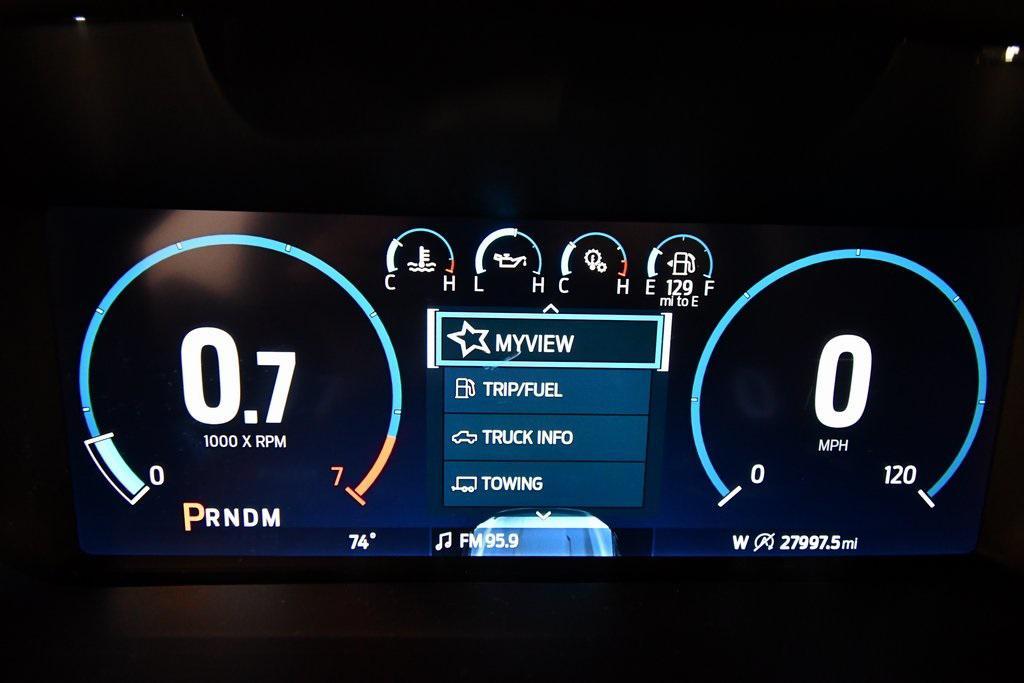 C H L H C H E 129 F
mi to E
MYVIEW
TRIP/FUEL
TRUCK INFO
TOWING
0.7
1000 X RPM
0 7
PRNDM
0
MPH
0 120
74°
FM 95.9
W 27997.5 mi